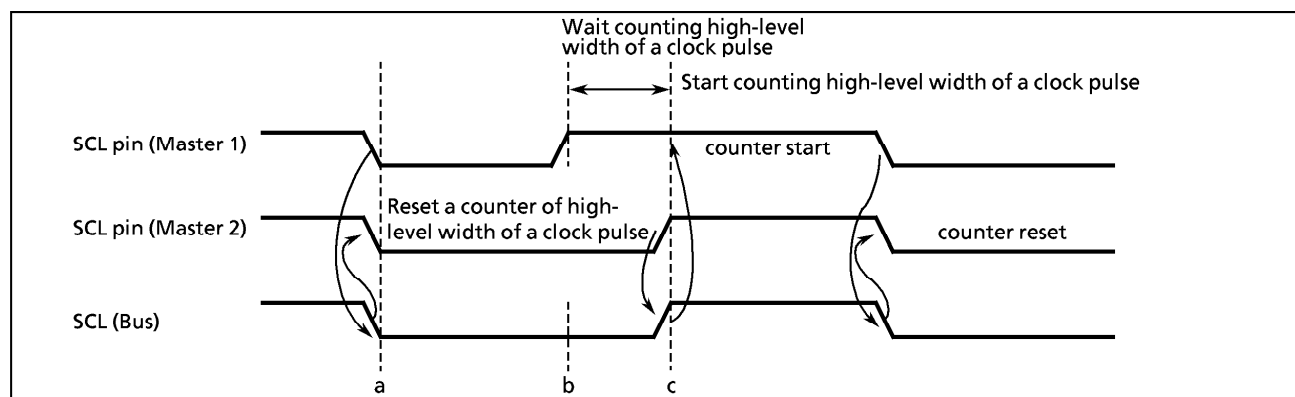 Wait counting high-level
width of a clock pulse
Start counting high-level width of a clock pulse
SCL pin (Master 1)
counter start
Reset a counter of high-
level width of a clock pulse
SCL pin (Master 2)
counter reset
SCL (Bus)
a
b
c